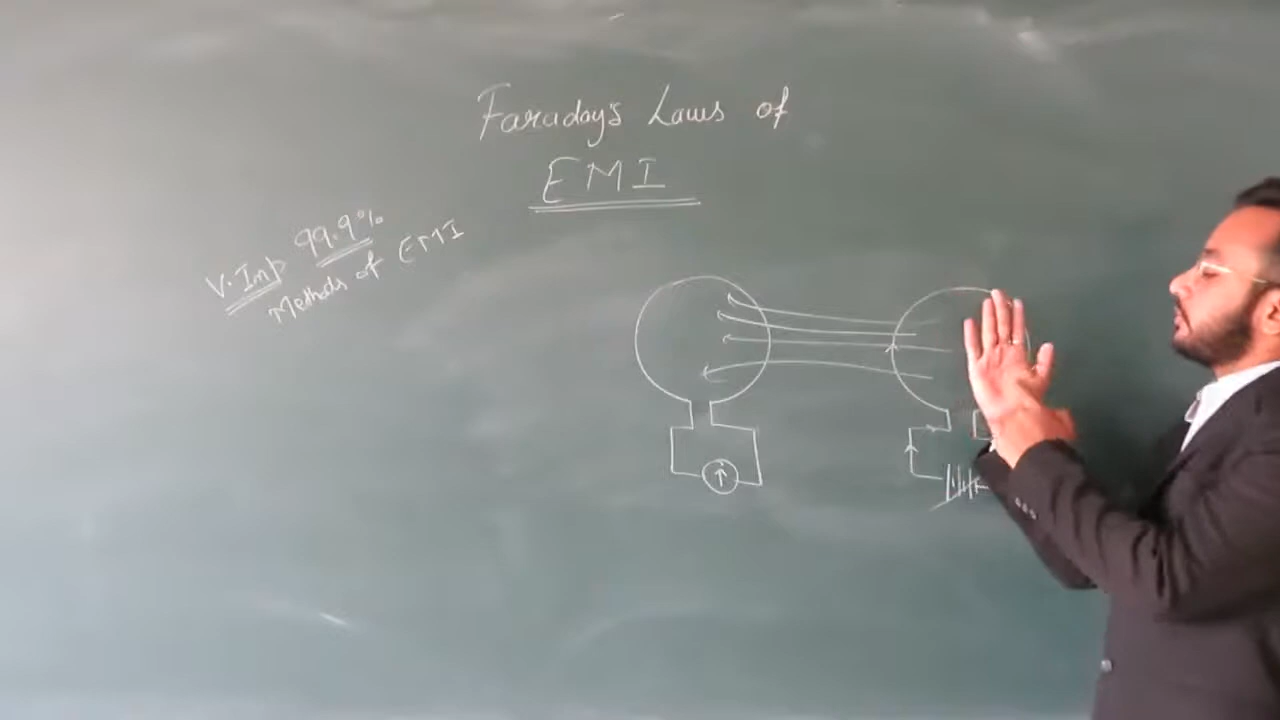 Faraday's Laws of
EMI
V. Imp 99.9%
Methods of EMI